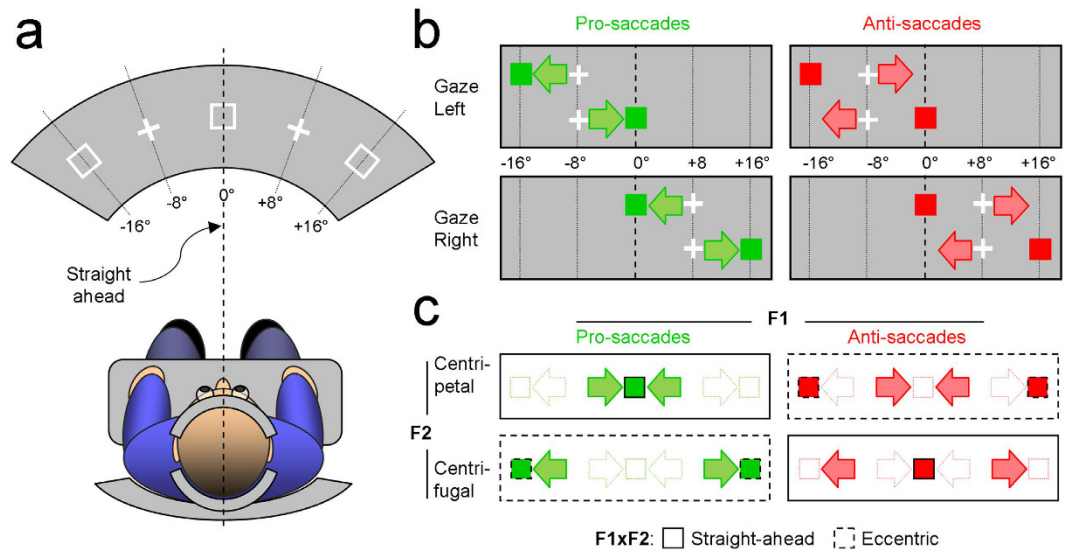 a
-16°
-8°
0°
+8°
+16°
Straight
ahead
b
Pro-saccades
Anti-saccades
Gaze
Left
-16°
-8°
0°
+8°
+16°
-16°
-8°
0°
+8°
+16°
Gaze
Right
c
F1
Pro-saccades
Anti-saccades
Centri-
petal
F2
Centri-
fugal
F1xF2: Straight-ahead Eccentric